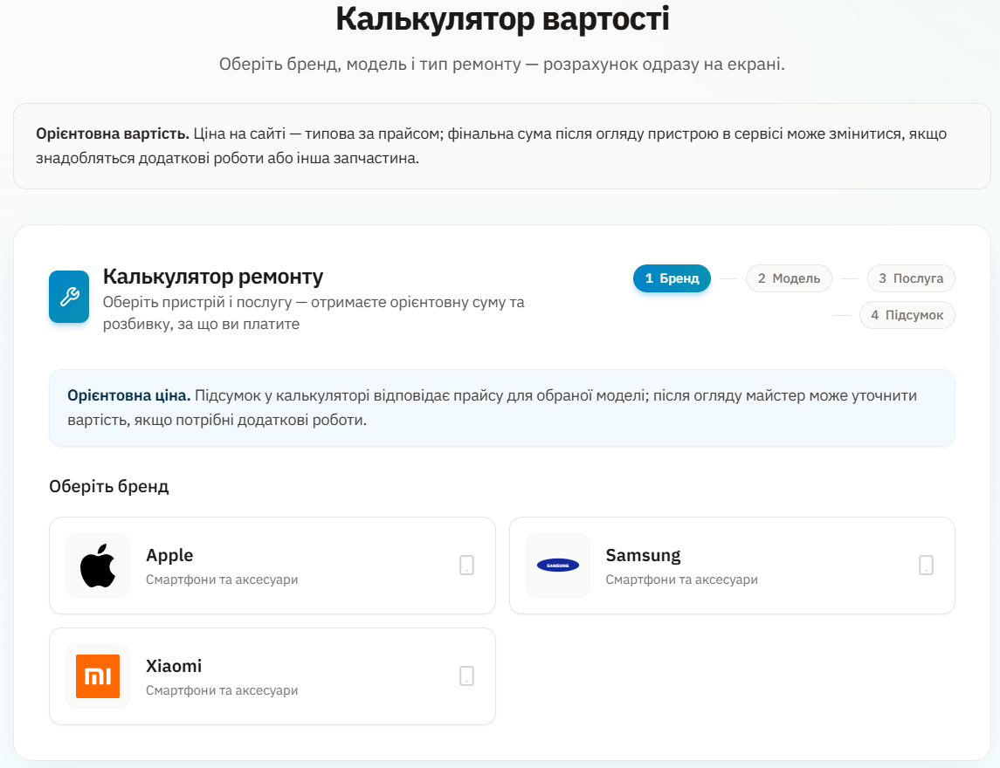 Калькулятор вартості
Оберіть бренд, модель і тип ремонту — розрахунок одразу на екрані.
Орієнтовна вартість. Ціна на сайті — типова за прайсом; фінальна сума після огляду пристрою в сервісі може змінитися, якщо
знадобляться додаткові роботи або інша запчастина.
Калькулятор ремонту
Оберіть пристрій і послугу — отримаєте орієнтовну суму та
розбивку, за що ви платите
1 Бренд
2 Модель
3 Послуга
4 Підсумок
Орієнтовна ціна. Підсумок у калькуляторі відповідає прайсу для обраної моделі; після огляду майстер може уточнити
вартість, якщо потрібні додаткові роботи.
Оберіть бренд
Apple
Смартфони та аксесуари
SAMSUNG
Samsung
Смартфони та аксесуари
mi
Xiaomi
Смартфони та аксесуари